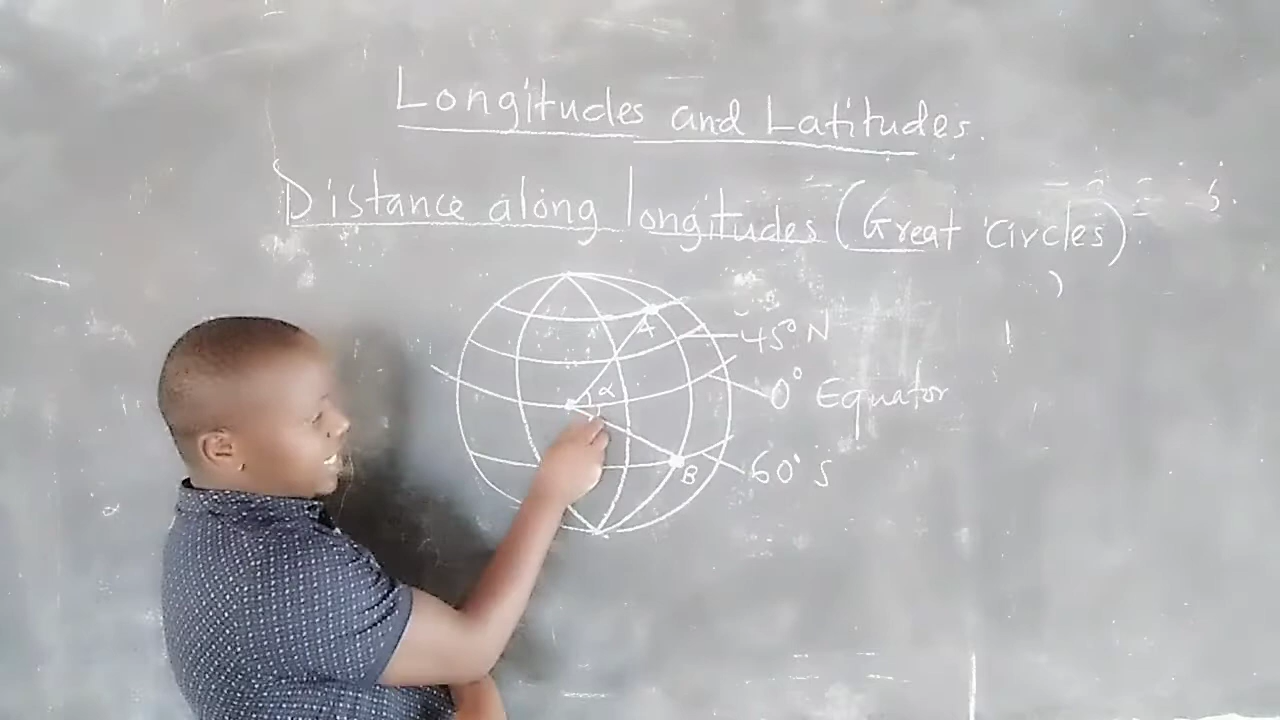 Longitudes and Latitudes.
Distance along longitudes (Great circles)
A
45° N
α
0° Equator
B
60° S